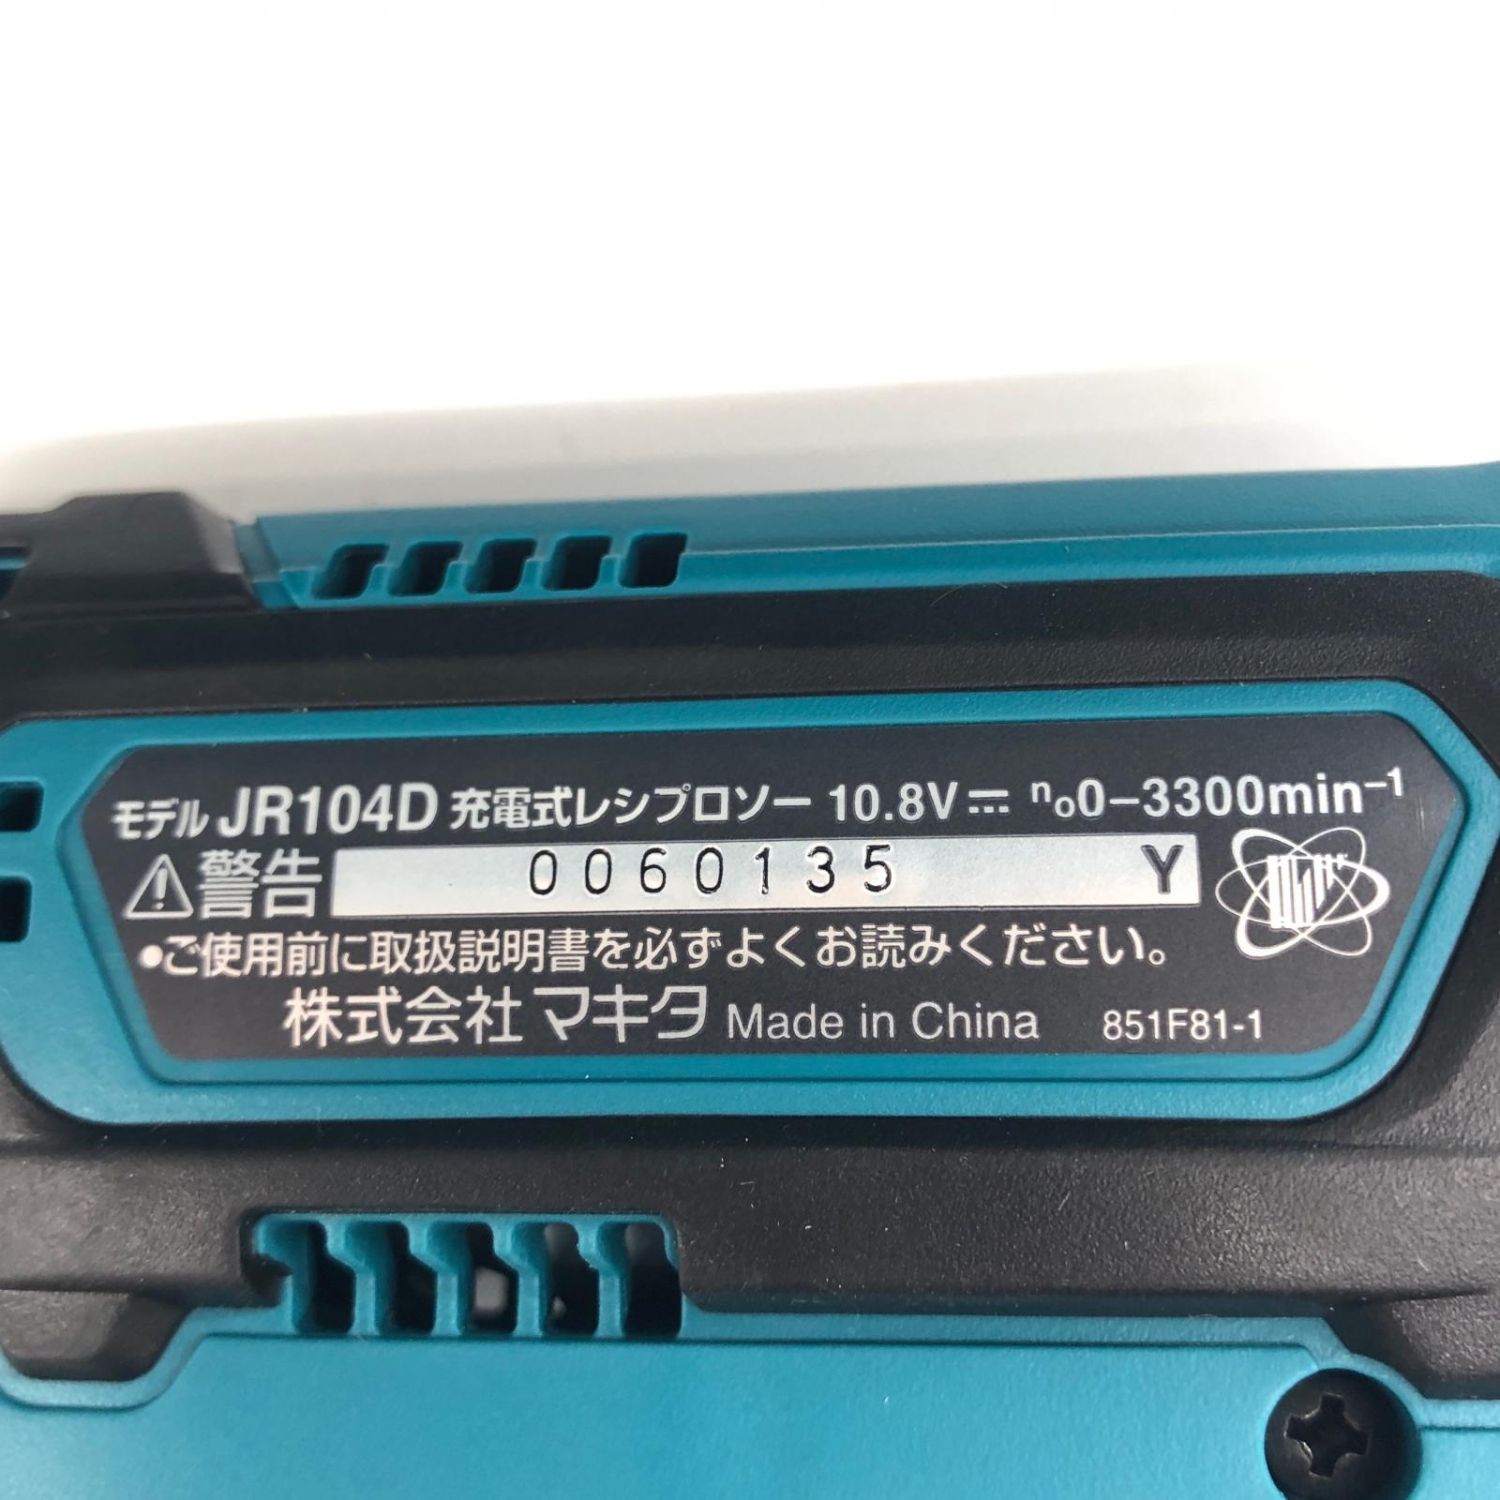 モデル JR104D 充電式レシプロソー 10.8V⎓ n₀0−3300min⁻¹
⚠警告 0060135 Y
●ご使用前に取扱説明書を必ずよくお読みください。
株式会社マキタ Made in China 851F81-1